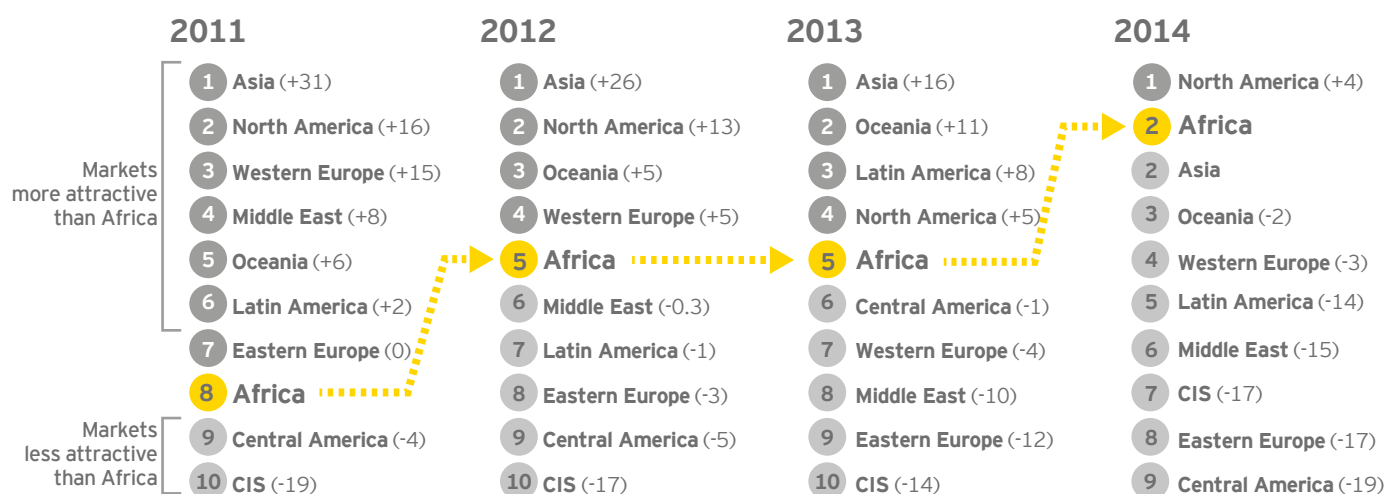 2011
Markets
more attractive
than Africa
1 Asia (+31)
2 North America (+16)
3 Western Europe (+15)
4 Middle East (+8)
5 Oceania (+6)
6 Latin America (+2)
7 Eastern Europe (0)
8 Africa
Markets
less attractive
than Africa
9 Central America (-4)
10 CIS (-19)
2012
1 Asia (+26)
2 North America (+13)
3 Oceania (+5)
4 Western Europe (+5)
5 Africa
6 Middle East (-0.3)
7 Latin America (-1)
8 Eastern Europe (-3)
9 Central America (-5)
10 CIS (-17)
2013
1 Asia (+16)
2 Oceania (+11)
3 Latin America (+8)
4 North America (+5)
5 Africa
6 Central America (-1)
7 Western Europe (-4)
8 Middle East (-10)
9 Eastern Europe (-12)
10 CIS (-14)
2014
1 North America (+4)
2 Africa
2 Asia
3 Oceania (-2)
4 Western Europe (-3)
5 Latin America (-14)
6 Middle East (-15)
7 CIS (-17)
8 Eastern Europe (-17)
9 Central America (-19)